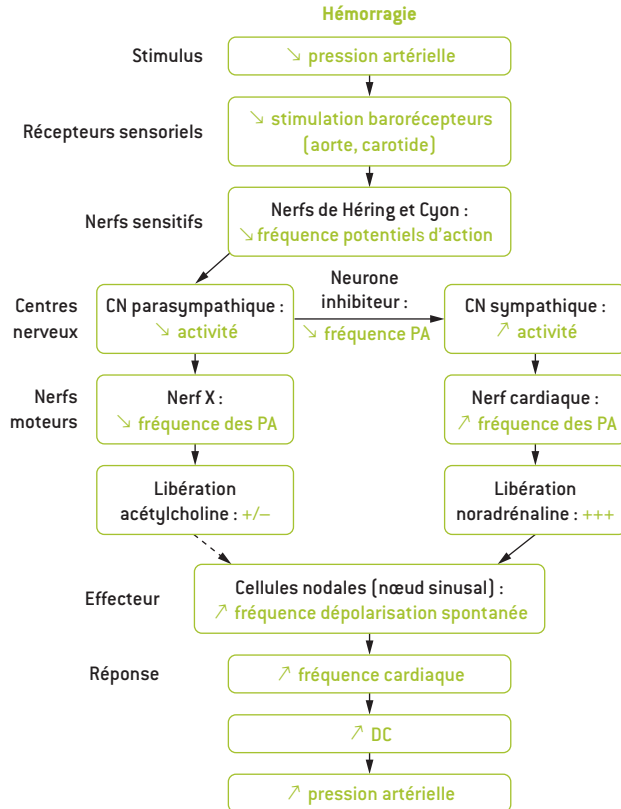 Hémorragie
Stimulus
↘ pression artérielle
Récepteurs sensoriels
↘ stimulation barorécepteurs
(aorte, carotide)
Nerfs sensitifs
Nerfs de Héring et Cyon :
↘ fréquence potentiels d'action
Centres
nerveux
CN parasympathique :
↘ activité
Neurone
inhibiteur :
↘ fréquence PA
CN sympathique :
↗ activité
Nerfs
moteurs
Nerf X :
↘ fréquence des PA
Nerf cardiaque :
↗ fréquence des PA
Libération
acétylcholine : +/−
Libération
noradrénaline : +++
Effecteur
Cellules nodales (nœud sinusal) :
↗ fréquence dépolarisation spontanée
Réponse
↗ fréquence cardiaque
↗ DC
↗ pression artérielle